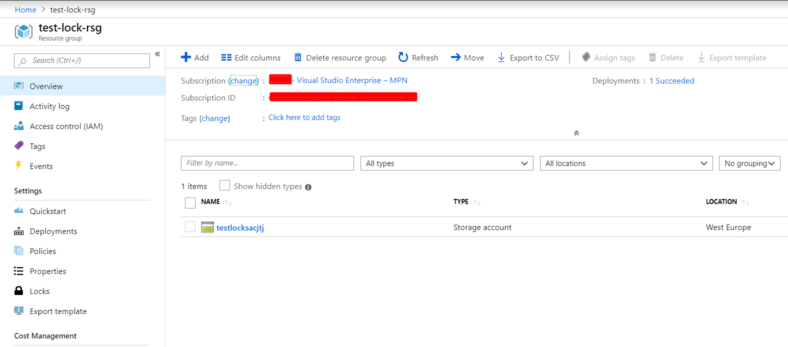 Home > test-lock-rsg
test-lock-rsg
Resource group
Search (Ctrl+/)
Overview
Activity log
Access control (IAM)
Tags
Events
Settings
Quickstart
Deployments
Policies
Properties
Locks
Export template
Cost Management
Add Edit columns Delete resource group Refresh Move Export to CSV Assign tags Delete Export template
Subscription (change) : - Visual Studio Enterprise – MPN Deployments : 1 Succeeded
Subscription ID :
Tags (change) : Click here to add tags
Filter by name... All types All locations No grouping
1 items Show hidden types
NAME TYPE LOCATION
testlocksacjtj Storage account West Europe